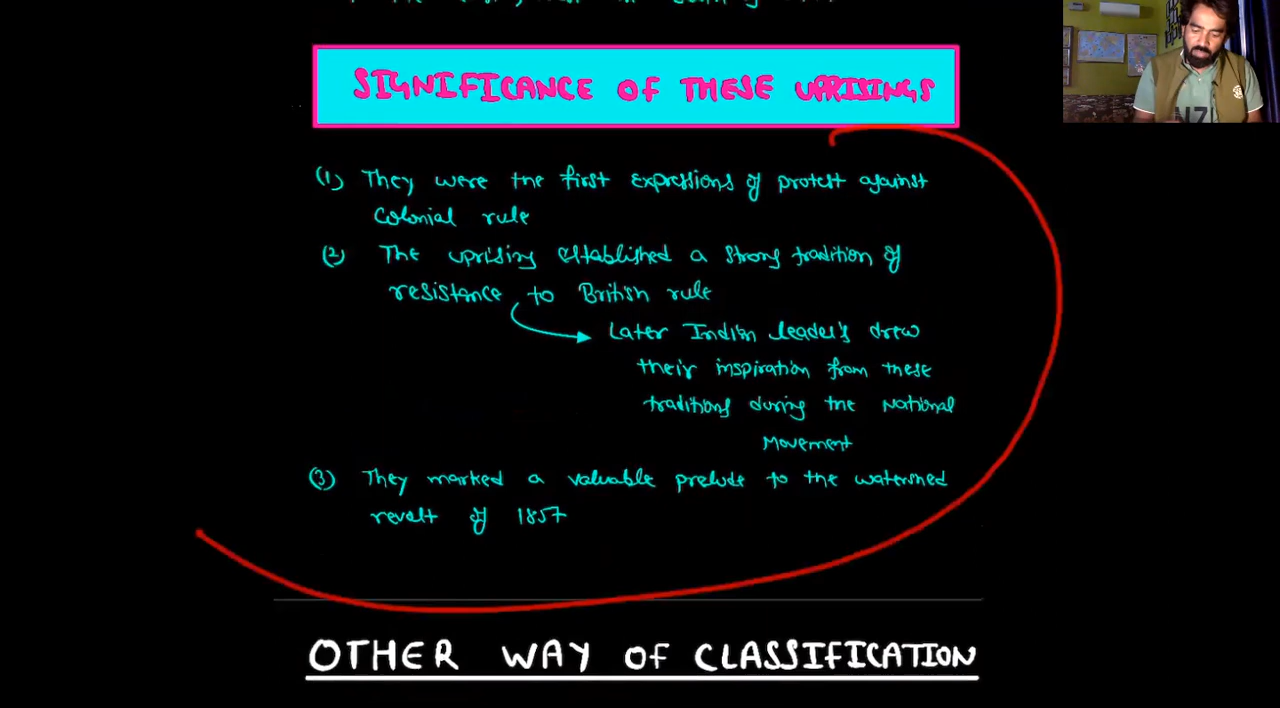 SIGNIFICANCE OF THESE UPRISINGS
(1) They were the first expressions of protest against
Colonial rule
(2) The uprising established a strong tradition of
resistance to British rule
Later Indian leader's drew
their inspiration from these
traditions during the National
Movement
(3) They marked a valuable prelude to the watershed
revolt of 1857
OTHER WAY OF CLASSIFICATION